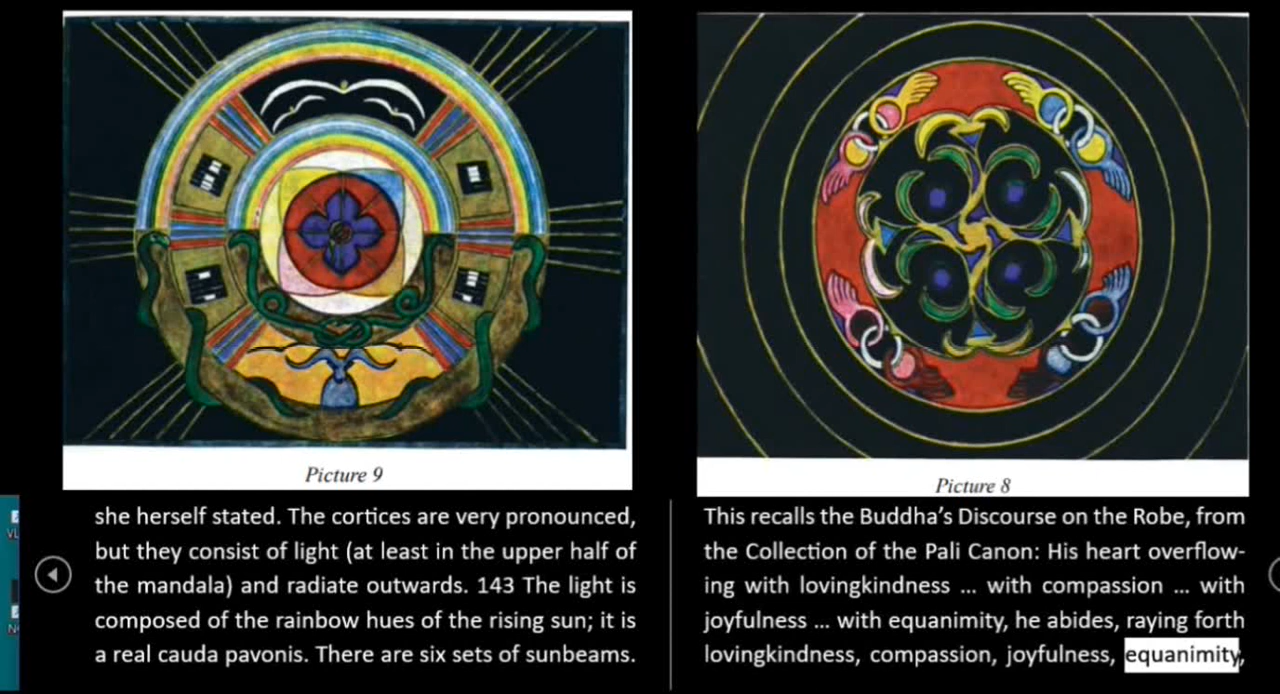 Picture 9
Picture 8
she herself stated. The cortices are very pronounced,
but they consist of light (at least in the upper half of
the mandala) and radiate outwards. 143 The light is
composed of the rainbow hues of the rising sun; it is
a real cauda pavonis. There are six sets of sunbeams.
This recalls the Buddha’s Discourse on the Robe, from
the Collection of the Pali Canon: His heart overflow-
ing with lovingkindness ... with compassion ... with
joyfulness ... with equanimity, he abides, raying forth
lovingkindness, compassion, joyfulness, equanimity,
VL